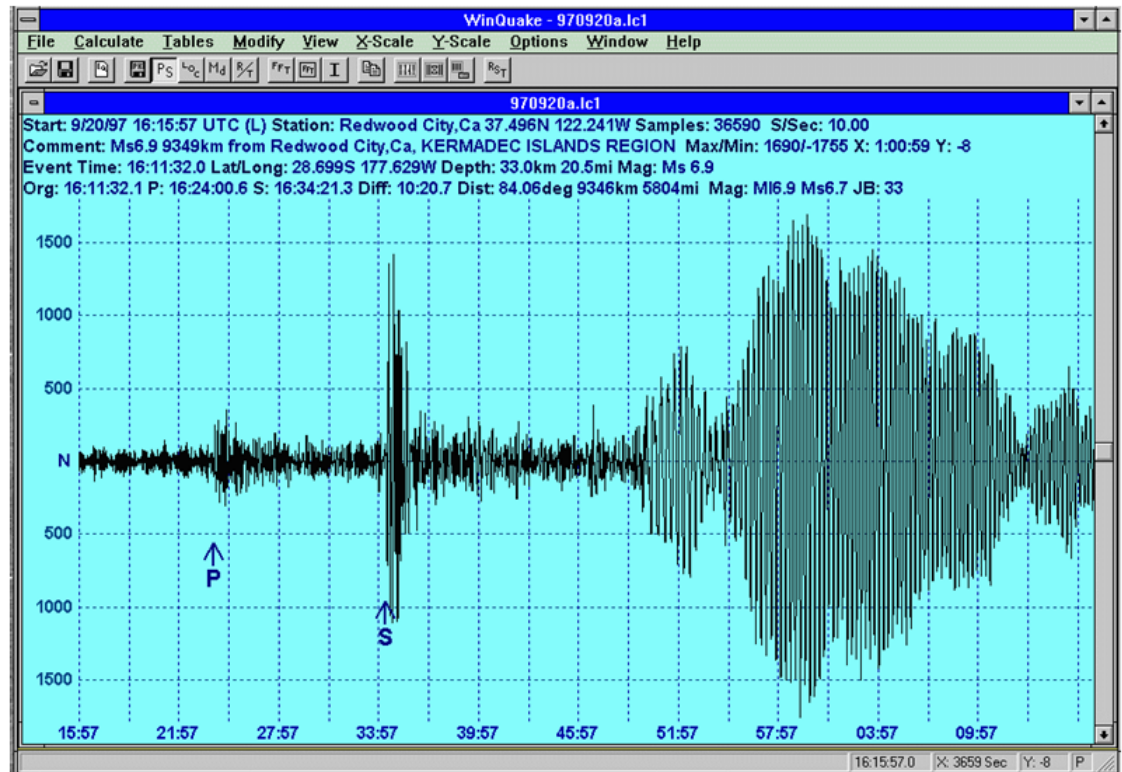 WinQuake - 970920a.lc1
File Calculate Tables Modify View X-Scale Y-Scale Options Window Help
PS LOC Md R/T FFT I RST
970920a.lc1
Start: 9/20/97 16:15:57 UTC (L) Station: Redwood City,Ca 37.496N 122.241W Samples: 36590 S/Sec: 10.00
Comment: Ms6.9 9349km from Redwood City,Ca, KERMADEC ISLANDS REGION Max/Min: 1690/-1755 X: 1:00:59 Y: -8
Event Time: 16:11:32.0 Lat/Long: 28.699S 177.629W Depth: 33.0km 20.5mi Mag: Ms 6.9
Org: 16:11:32.1 P: 16:24:00.6 S: 16:34:21.3 Diff: 10:20.7 Dist: 84.06deg 9346km 5804mi Mag: Ml6.9 Ms6.7 JB: 33
1500
1000
500
N
500
P
1000
S
1500
15:57 21:57 27:57 33:57 39:57 45:57 51:57 57:57 03:57 09:57
16:15:57.0 X: 3659 Sec Y: -8 P